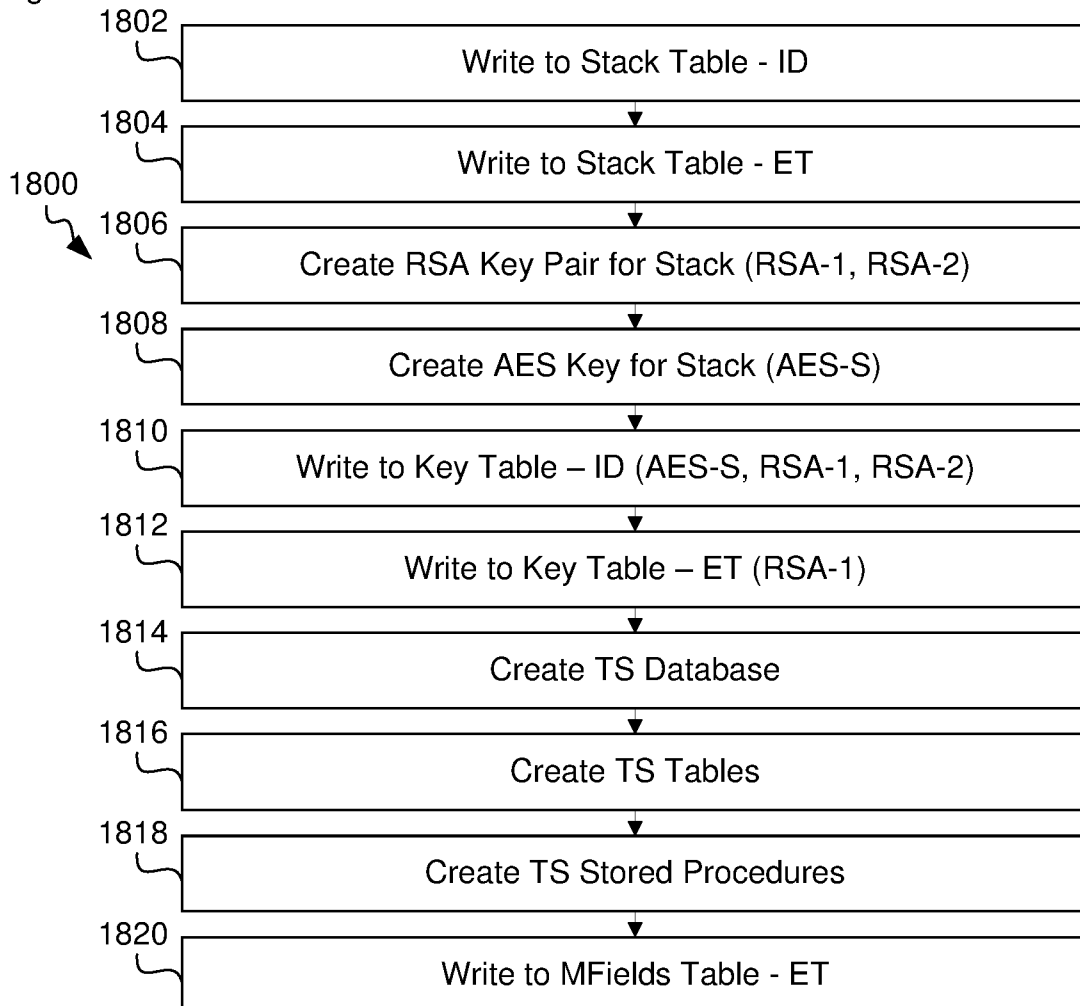 1802
Write to Stack Table - ID
1804
Write to Stack Table - ET
1800
1806
Create RSA Key Pair for Stack (RSA-1, RSA-2)
1808
Create AES Key for Stack (AES-S)
1810
Write to Key Table – ID (AES-S, RSA-1, RSA-2)
1812
Write to Key Table – ET (RSA-1)
1814
Create TS Database
1816
Create TS Tables
1818
Create TS Stored Procedures
1820
Write to MFields Table - ET